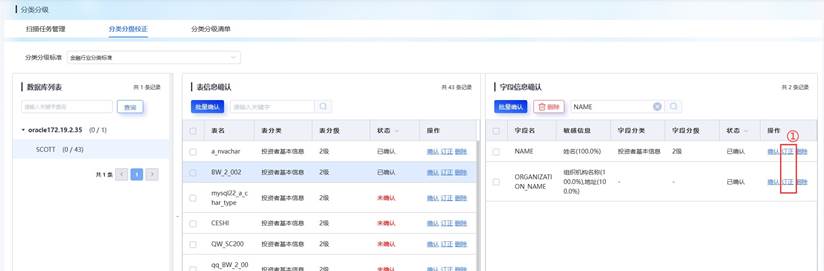 分类分级
扫描任务管理 分类分级校正 分类分级清单
分类分级标准 金融行业分类标准
数据库列表 共 1 条记录
请输入关键字查询 查询
oracle172.19.2.35 (0 / 1)
SCOTT (0 / 43)
共 1 条 < 1 >
表信息确认 共 43 条记录
批量确认 请输入关键字
表名 表分类 表分级 状态 操作
a_nvachar 投资者基本信息 2级 已确认 确认 订正 删除
BW_2_002 投资者基本信息 2级 已确认 确认 订正 删除
mysql22_a_c
har_type 投资者基本信息 2级 未确认 确认 订正 删除
CESHI 投资者基本信息 2级 未确认 确认 订正 删除
QW_SC200 投资者基本信息 2级 未确认 确认 订正 删除
qq_BW_2_00 投资者基本信息 2级 未确认 确认 订正 删除
字段信息确认 共 2 条记录
批量确认 删除 NAME
①
字段名 敏感信息 字段分类 字段分级 状态 操作
NAME 姓名(100.0%) 投资者基本信息 2级 已确认 确认 订正 删除
ORGANIZATI
ON_NAME 组织机构名称(1
00.0%),地址(10
0.0%) - - 已确认 确认 订正 删除